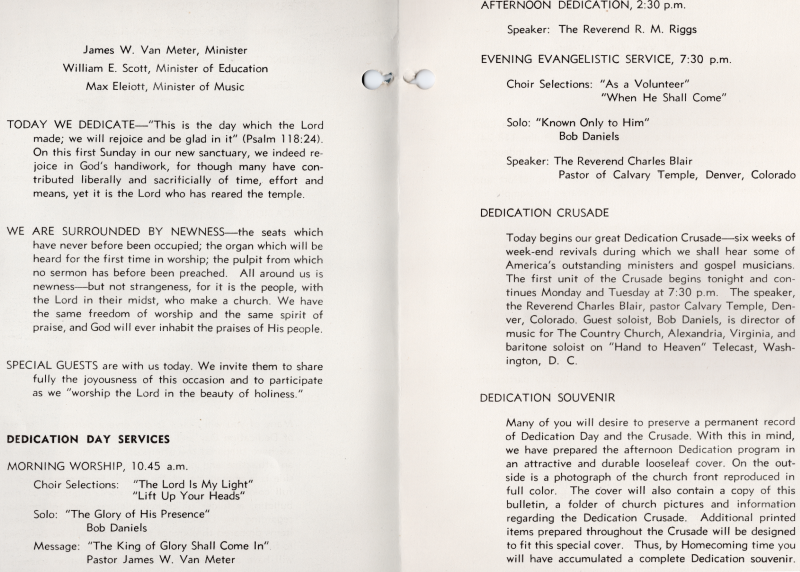 James W. Van Meter, Minister
William E. Scott, Minister of Education
Max Eleiott, Minister of Music
TODAY WE DEDICATE—"This is the day which the Lord
made; we will rejoice and be glad in it" (Psalm 118:24).
On this first Sunday in our new sanctuary, we indeed re-
joice in God's handiwork, for though many have con-
tributed liberally and sacrificially of time, effort and
means, yet it is the Lord who has reared the temple.
WE ARE SURROUNDED BY NEWNESS—the seats which
have never before been occupied; the organ which will be
heard for the first time in worship; the pulpit from which
no sermon has before been preached. All around us is
newness—but not strangeness, for it is the people, with
the Lord in their midst, who make a church. We have
the same freedom of worship and the same spirit of
praise, and God will ever inhabit the praises of His people.
SPECIAL GUESTS are with us today. We invite them to share
fully the joyousness of this occasion and to participate
as we "worship the Lord in the beauty of holiness."
DEDICATION DAY SERVICES
MORNING WORSHIP, 10.45 a.m.
Choir Selections: "The Lord Is My Light"
"Lift Up Your Heads"
Solo: "The Glory of His Presence"
Bob Daniels
Message: "The King of Glory Shall Come In"
Pastor James W. Van Meter
AFTERNOON DEDICATION, 2:30 p.m.
Speaker: The Reverend R. M. Riggs
EVENING EVANGELISTIC SERVICE, 7:30 p.m.
Choir Selections: "As a Volunteer"
"When He Shall Come"
Solo: "Known Only to Him"
Bob Daniels
Speaker: The Reverend Charles Blair
Pastor of Calvary Temple, Denver, Colorado
DEDICATION CRUSADE
Today begins our great Dedication Crusade—six weeks of
week-end revivals during which we shall hear some of
America's outstanding ministers and gospel musicians.
The first unit of the Crusade begins tonight and con-
tinues Monday and Tuesday at 7:30 p.m. The speaker,
the Reverend Charles Blair, pastor Calvary Temple, Den-
ver, Colorado. Guest soloist, Bob Daniels, is director of
music for The Country Church, Alexandria, Virginia, and
baritone soloist on "Hand to Heaven" Telecast, Wash-
ington, D. C.
DEDICATION SOUVENIR
Many of you will desire to preserve a permanent record
of Dedication Day and the Crusade. With this in mind,
we have prepared the afternoon Dedication program in
an attractive and durable looseleaf cover. On the out-
side is a photograph of the church front reproduced in
full color. The cover will also contain a copy of this
bulletin, a folder of church pictures and information
regarding the Dedication Crusade. Additional printed
items prepared throughout the Crusade will be designed
to fit this special cover. Thus, by Homecoming time you
will have accumulated a complete Dedication souvenir.